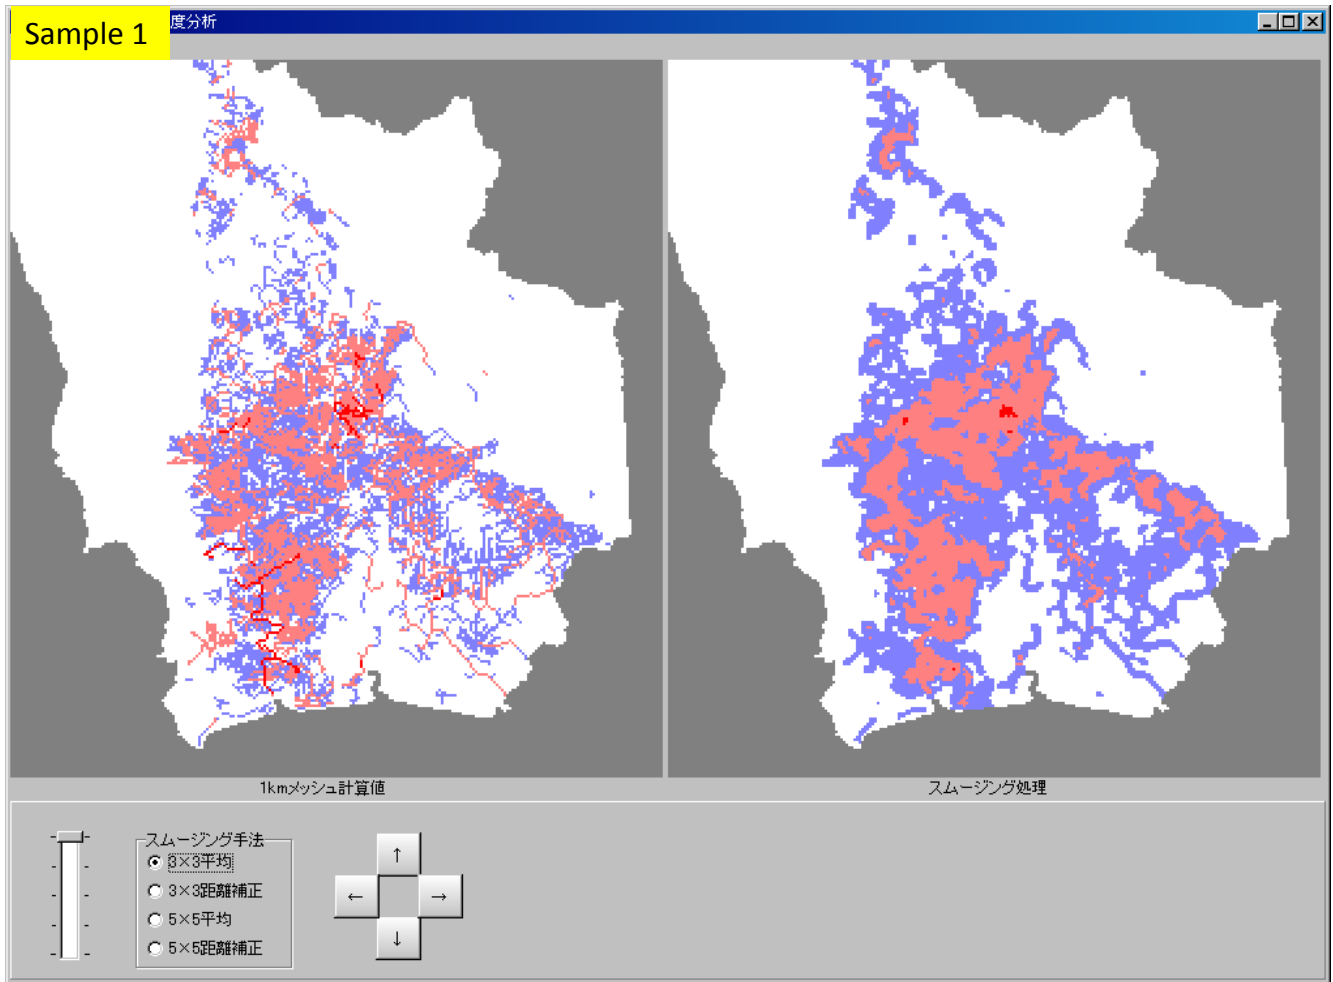 Sample 1
度分析
1kmメッシュ計算値
スムージング処理
スムージング手法
3×3平均
3×3距離補正
5×5平均
5×5距離補正
↑
← →
↓